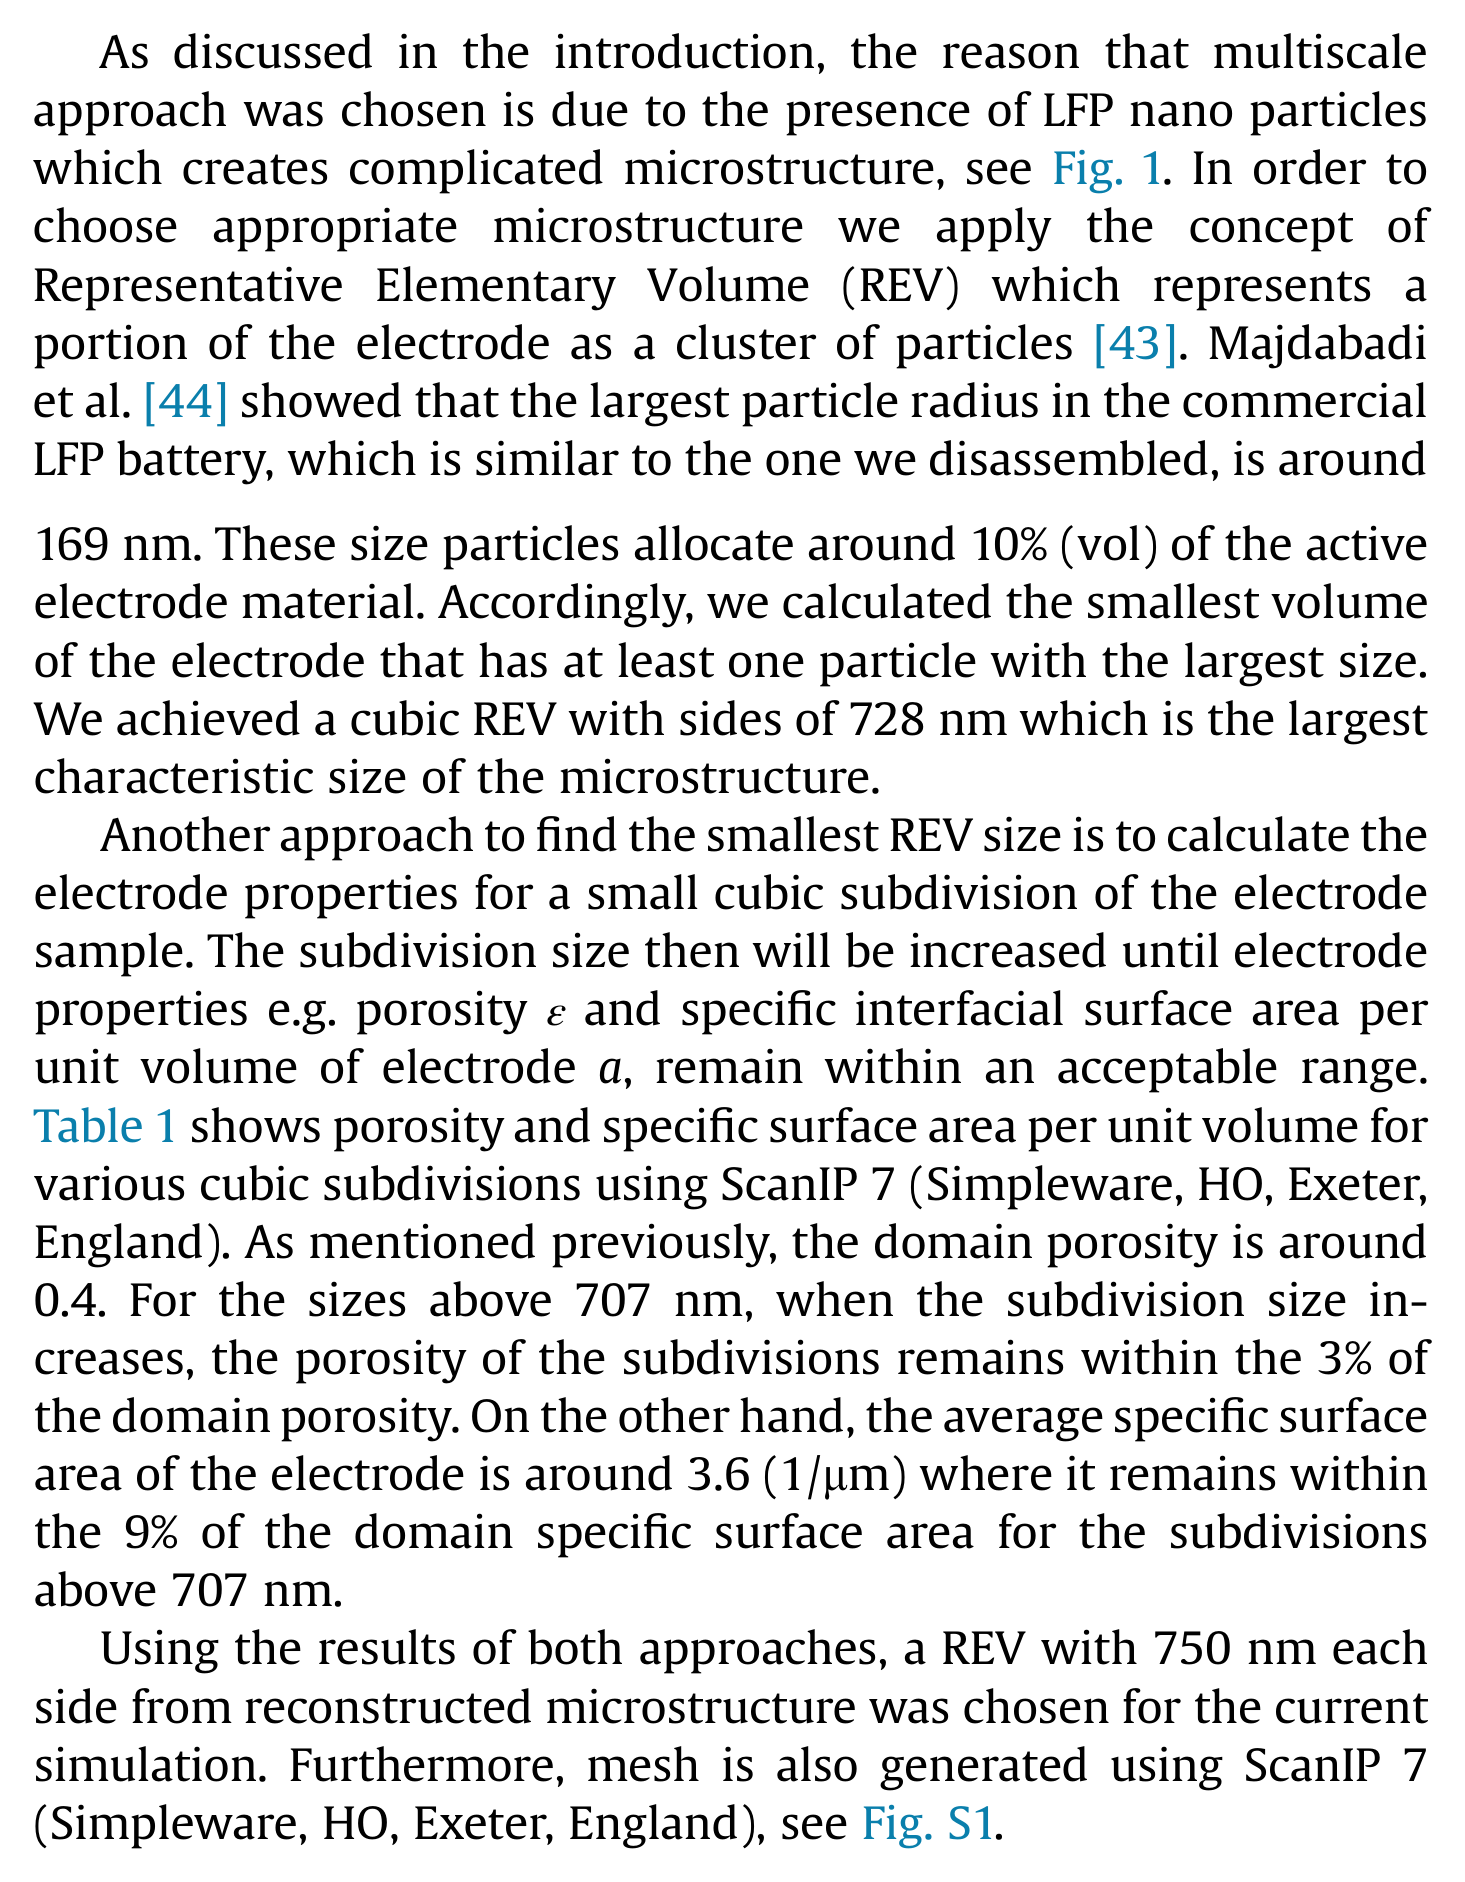 As discussed in the introduction, the reason that multiscale
approach was chosen is due to the presence of LFP nano particles
which creates complicated microstructure, see Fig. 1. In order to
choose appropriate microstructure we apply the concept of
Representative Elementary Volume (REV) which represents a
portion of the electrode as a cluster of particles [43]. Majdabadi
et al. [44] showed that the largest particle radius in the commercial
LFP battery, which is similar to the one we disassembled, is around
169 nm. These size particles allocate around 10% (vol) of the active
electrode material. Accordingly, we calculated the smallest volume
of the electrode that has at least one particle with the largest size.
We achieved a cubic REV with sides of 728 nm which is the largest
characteristic size of the microstructure.
Another approach to find the smallest REV size is to calculate the
electrode properties for a small cubic subdivision of the electrode
sample. The subdivision size then will be increased until electrode
properties e.g. porosity ε and specific interfacial surface area per
unit volume of electrode a, remain within an acceptable range.
Table 1 shows porosity and specific surface area per unit volume for
various cubic subdivisions using ScanIP 7 (Simpleware, HO, Exeter,
England). As mentioned previously, the domain porosity is around
0.4. For the sizes above 707 nm, when the subdivision size in-
creases, the porosity of the subdivisions remains within the 3% of
the domain porosity. On the other hand, the average specific surface
area of the electrode is around 3.6 (1/μm) where it remains within
the 9% of the domain specific surface area for the subdivisions
above 707 nm.
Using the results of both approaches, a REV with 750 nm each
side from reconstructed microstructure was chosen for the current
simulation. Furthermore, mesh is also generated using ScanIP 7
(Simpleware, HO, Exeter, England), see Fig. S1.